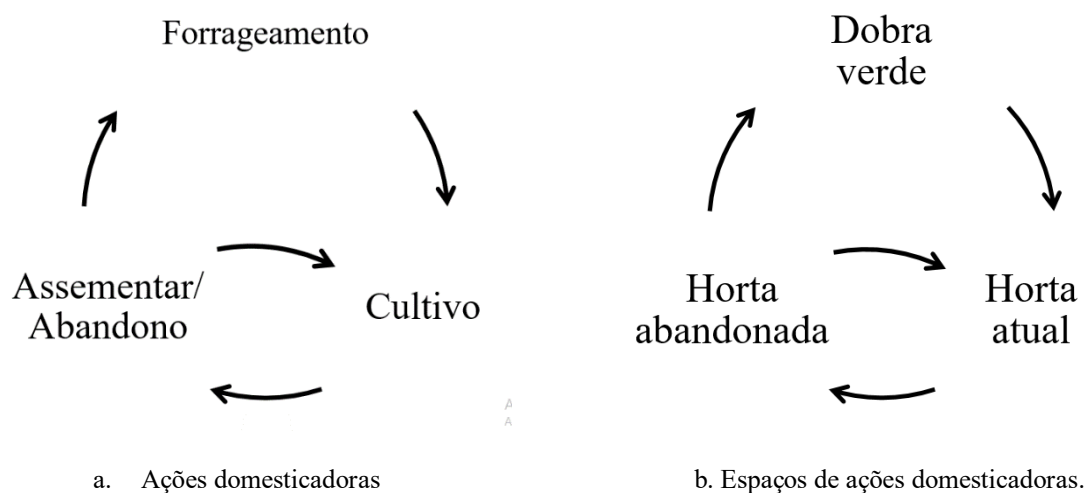 Forrageamento
Assementar/
Abandono
Cultivo
a. Ações domesticadoras
Dobra
verde
Horta
abandonada
Horta
atual
b. Espaços de ações domesticadoras.
A
A